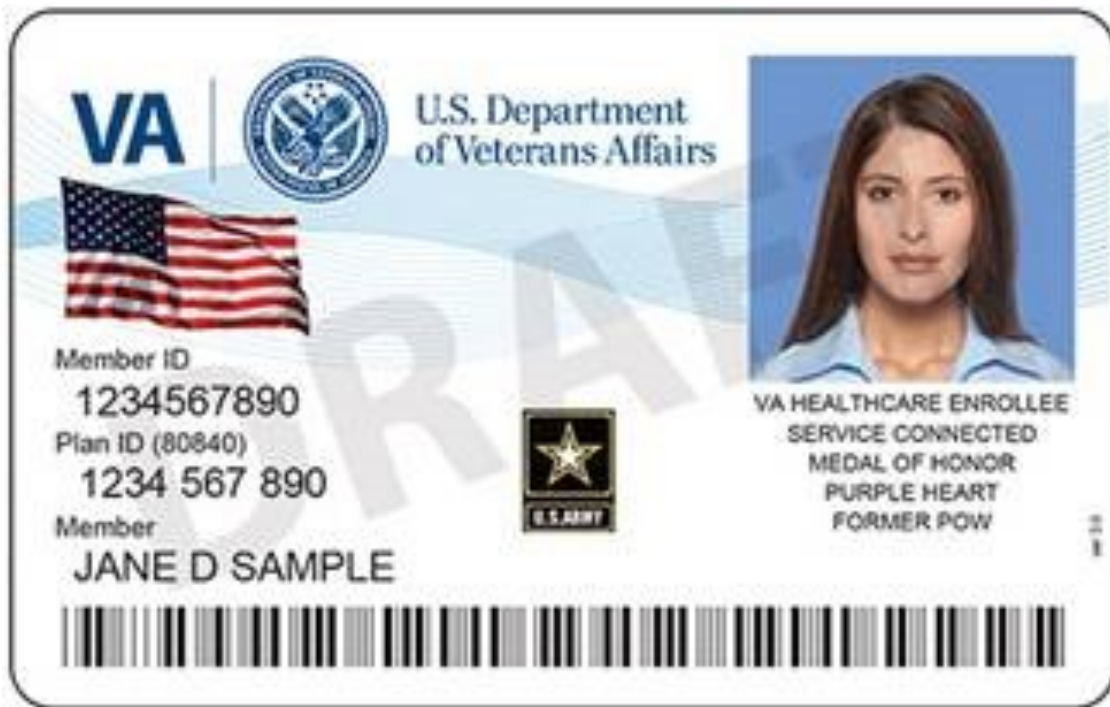 VA
U.S. Department
of Veterans Affairs
DRAFT
Member ID
1234567890
Plan ID (80840)
1234 567 890
Member
JANE D SAMPLE
U.S.ARMY
VA HEALTHCARE ENROLLEE
SERVICE CONNECTED
MEDAL OF HONOR
PURPLE HEART
FORMER POW